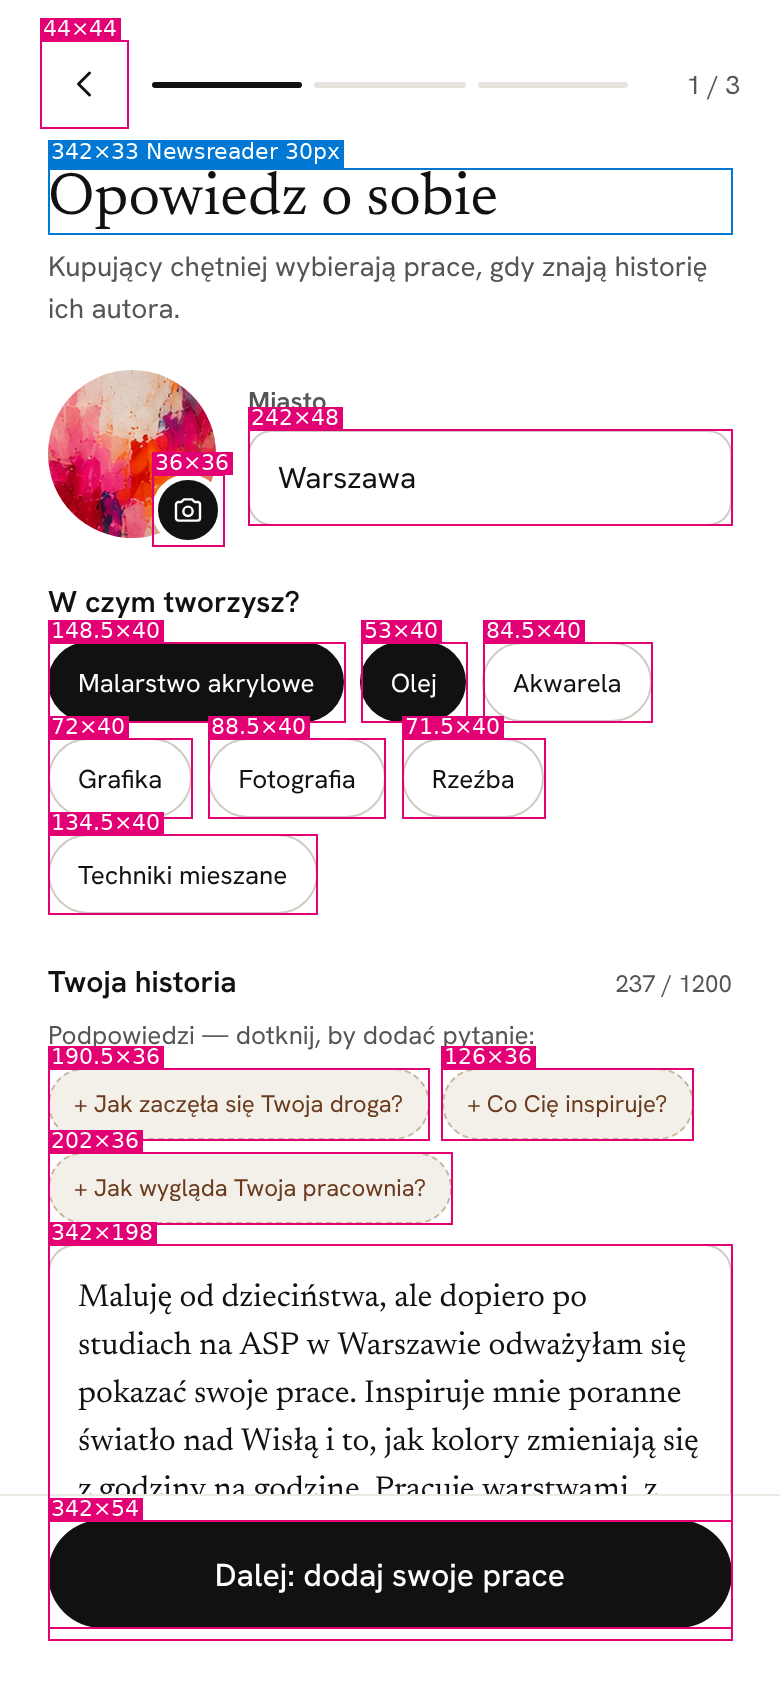 44×44
1 / 3
342×33 Newsreader 30px
Opowiedz o sobie
Kupujący chętniej wybierają prace, gdy znają historię
ich autora.
Miasto
242×48
36×36
Warszawa
W czym tworzysz?
148.5×40
53×40
84.5×40
Malarstwo akrylowe
Olej
Akwarela
72×40
88.5×40
71.5×40
Grafika
Fotografia
Rzeźba
134.5×40
Techniki mieszane
Twoja historia
237 / 1200
Podpowiedzi — dotknij, by dodać pytanie:
190.5×36
126×36
+ Jak zaczęła się Twoja droga?
+ Co Cię inspiruje?
202×36
+ Jak wygląda Twoja pracownia?
342×198
Maluję od dzieciństwa, ale dopiero po
studiach na ASP w Warszawie odważyłam się
pokazać swoje prace. Inspiruje mnie poranne
światło nad Wisłą i to, jak kolory zmieniają się
z godziny na godzinę. Pracuję warstwami, z
342×54
Dalej: dodaj swoje prace